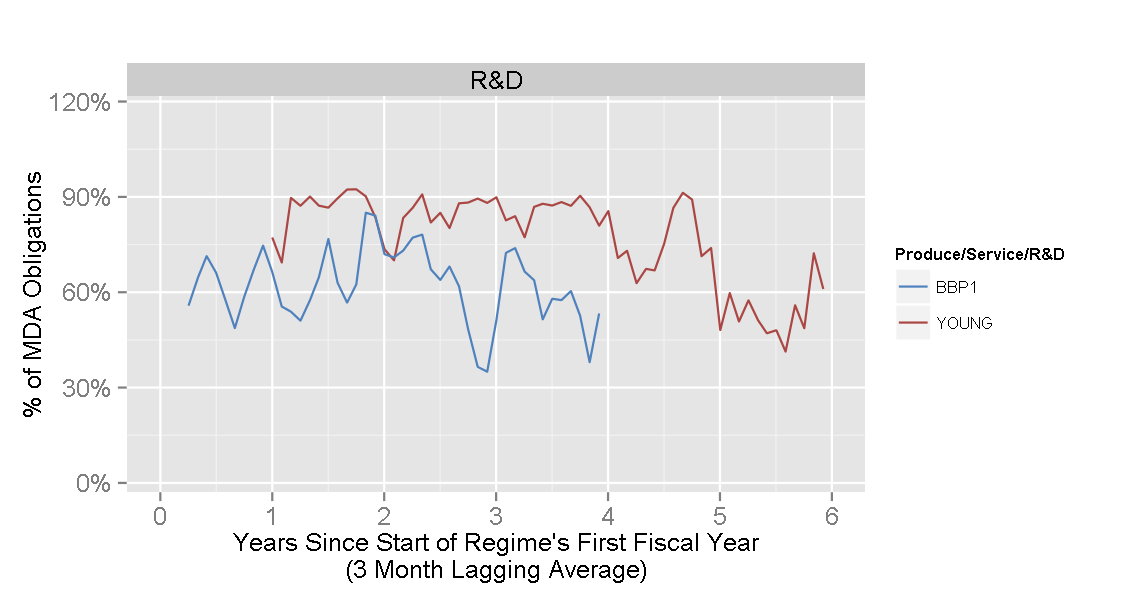 R&D
120%
90%
60%
30%
0%
% of MDA Obligations
0 1 2 3 4 5 6
Years Since Start of Regime's First Fiscal Year
(3 Month Lagging Average)
Produce/Service/R&D
BBP1
YOUNG